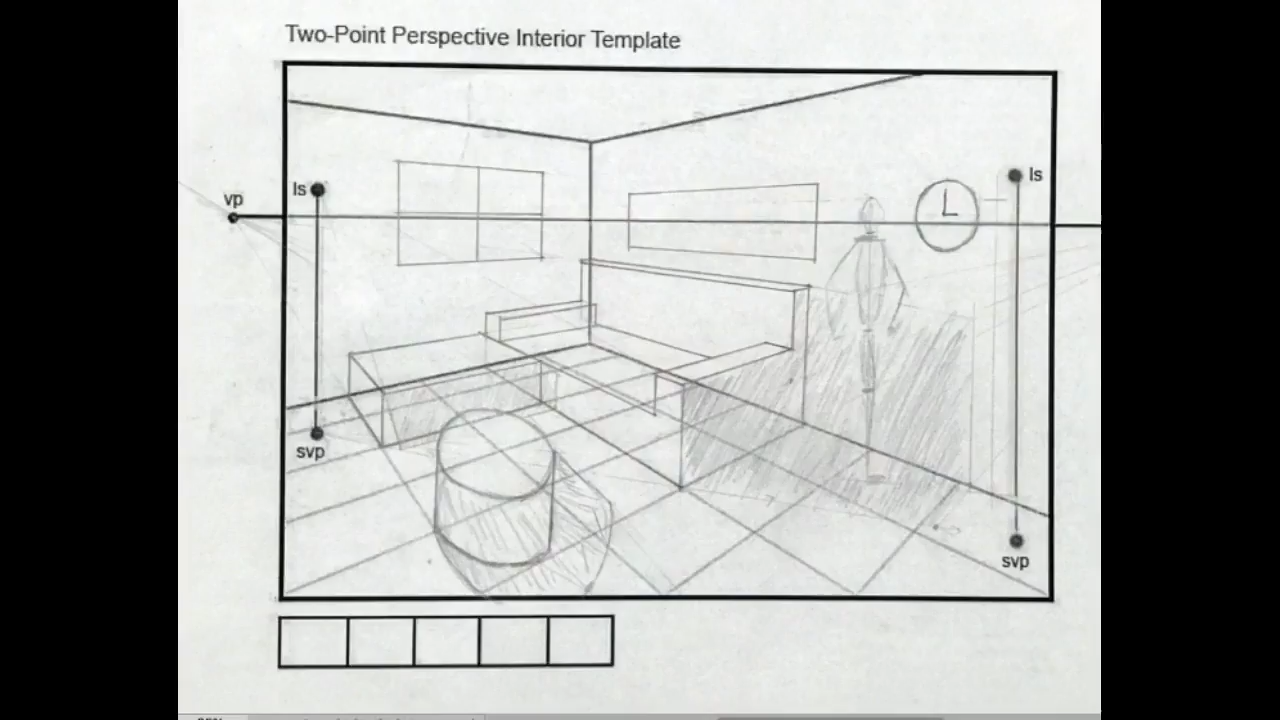 Two-Point Perspective Interior Template
ls
ls
vp
svp
svp